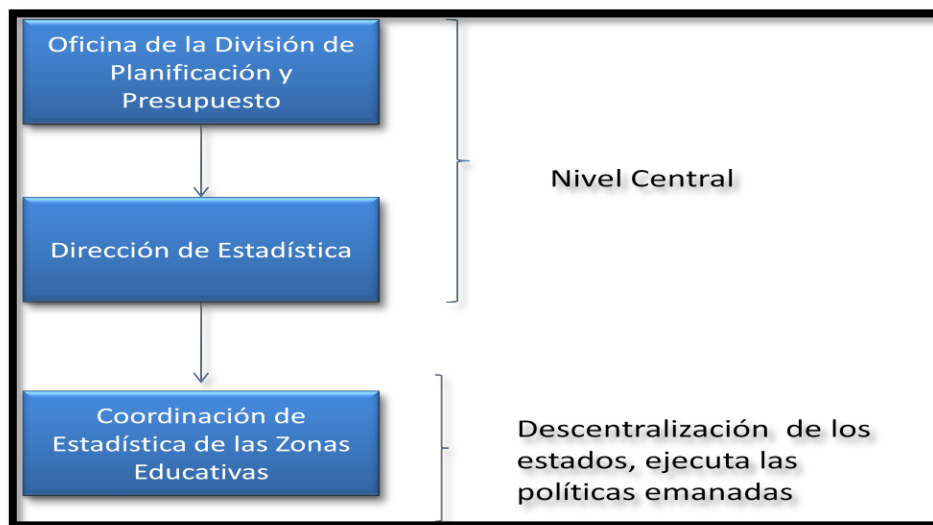 Oficina de la División de
Planificación y
Presupuesto
Nivel Central
Dirección de Estadística
Coordinación de
Estadística de las Zonas
Educativas
Descentralización de los
estados, ejecuta las
políticas emanadas